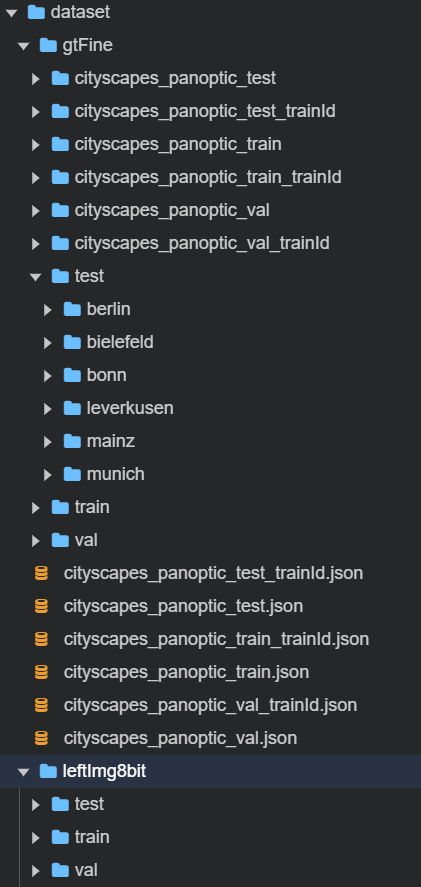 dataset
gtFine
cityscapes_panoptic_test
cityscapes_panoptic_test_trainId
cityscapes_panoptic_train
cityscapes_panoptic_train_trainId
cityscapes_panoptic_val
cityscapes_panoptic_val_trainId
test
berlin
bielefeld
bonn
leverkusen
mainz
munich
train
val
cityscapes_panoptic_test_trainId.json
cityscapes_panoptic_test.json
cityscapes_panoptic_train_trainId.json
cityscapes_panoptic_train.json
cityscapes_panoptic_val_trainId.json
cityscapes_panoptic_val.json
leftImg8bit
test
train
val